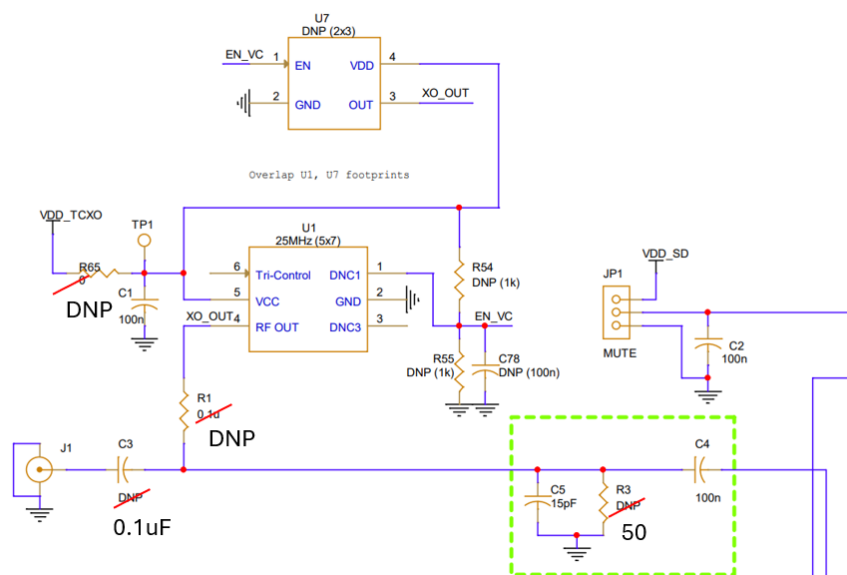 U7
DNP (2x3)
EN_VC 1 EN VDD 4
2 GND OUT 3 XO_OUT
Overlap U1, U7 footprints
VDD_TCXO
TP1
U1
25MHz (5x7)
R65
0
DNP
C1
100n
6 Tri-Control DNC1 1
5 VCC GND 2
XO_OUT 4 RF OUT DNC3 3
R54
DNP (1k)
EN_VC
R55
DNP (1k)
C78
DNP (100n)
VDD_SD
JP1
MUTE
C2
100n
R1
0.1u
DNP
J1
C3
DNP
0.1uF
C5
15pF
R3
DNP
50
C4
100n